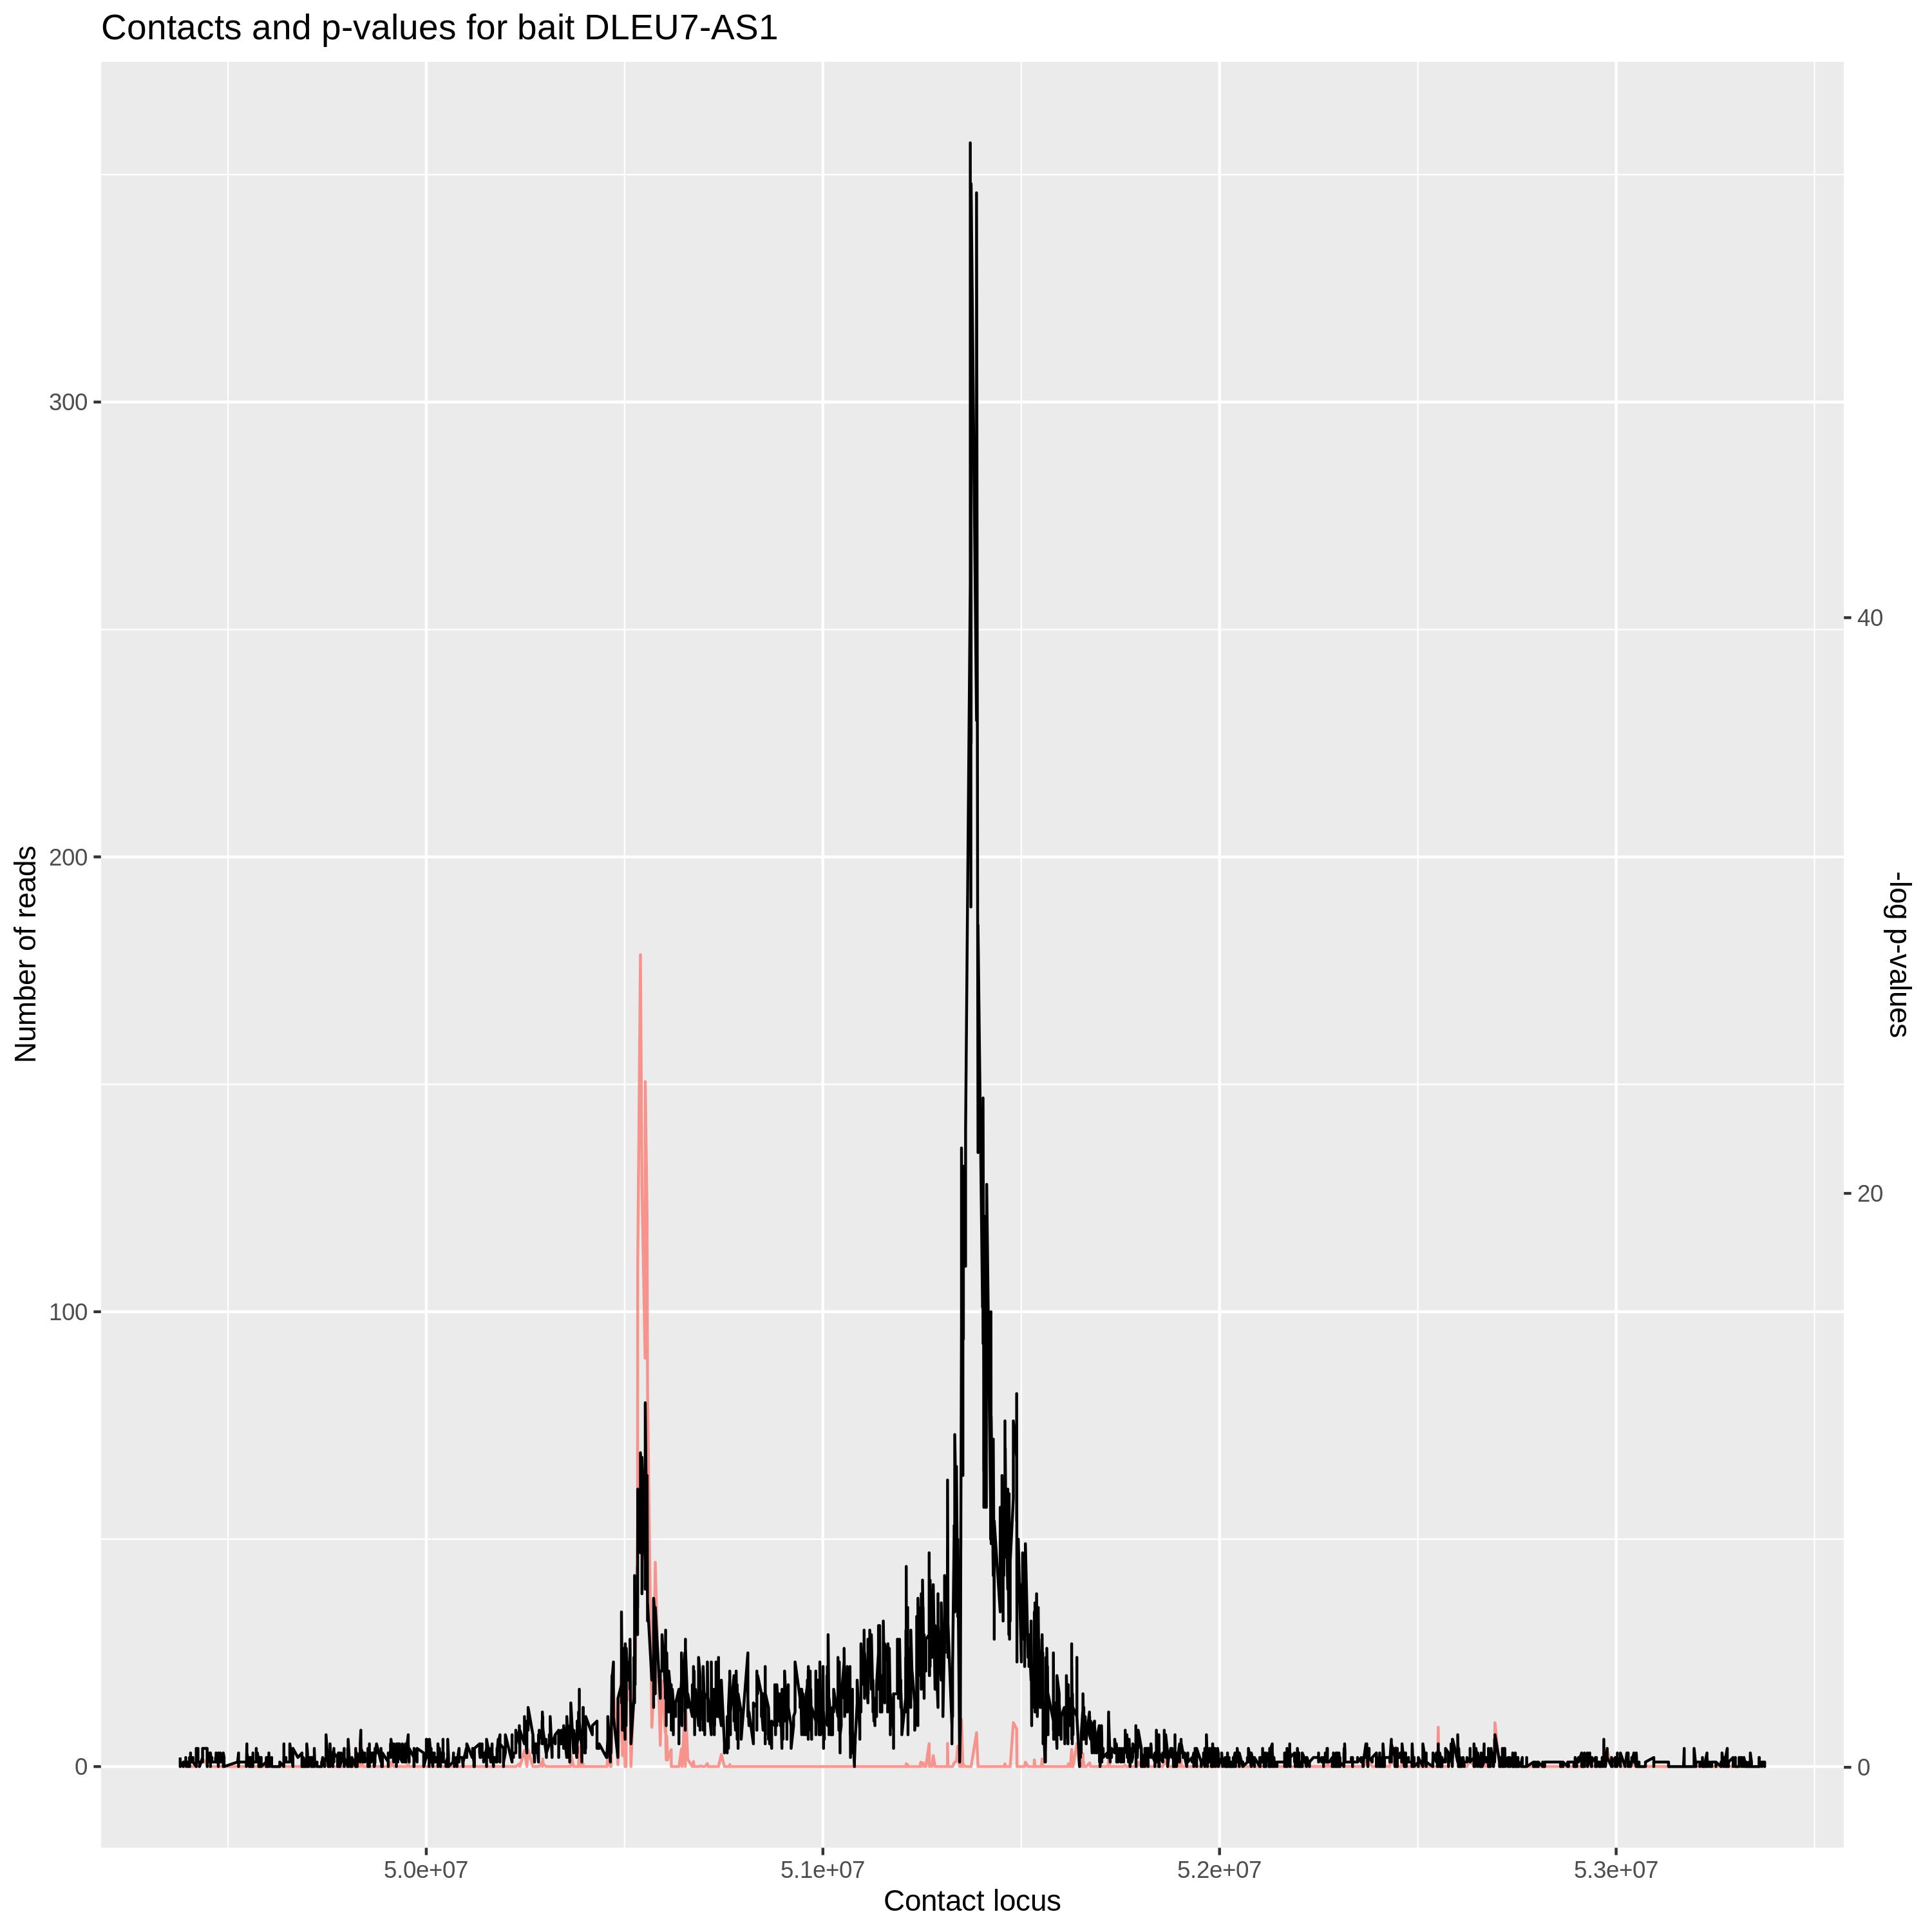 Contacts and p-values for bait DLEU7-AS1
300
200
100
0
Number of reads
40
20
0
-log p-values
5.0e+07
5.1e+07
5.2e+07
5.3e+07
Contact locus